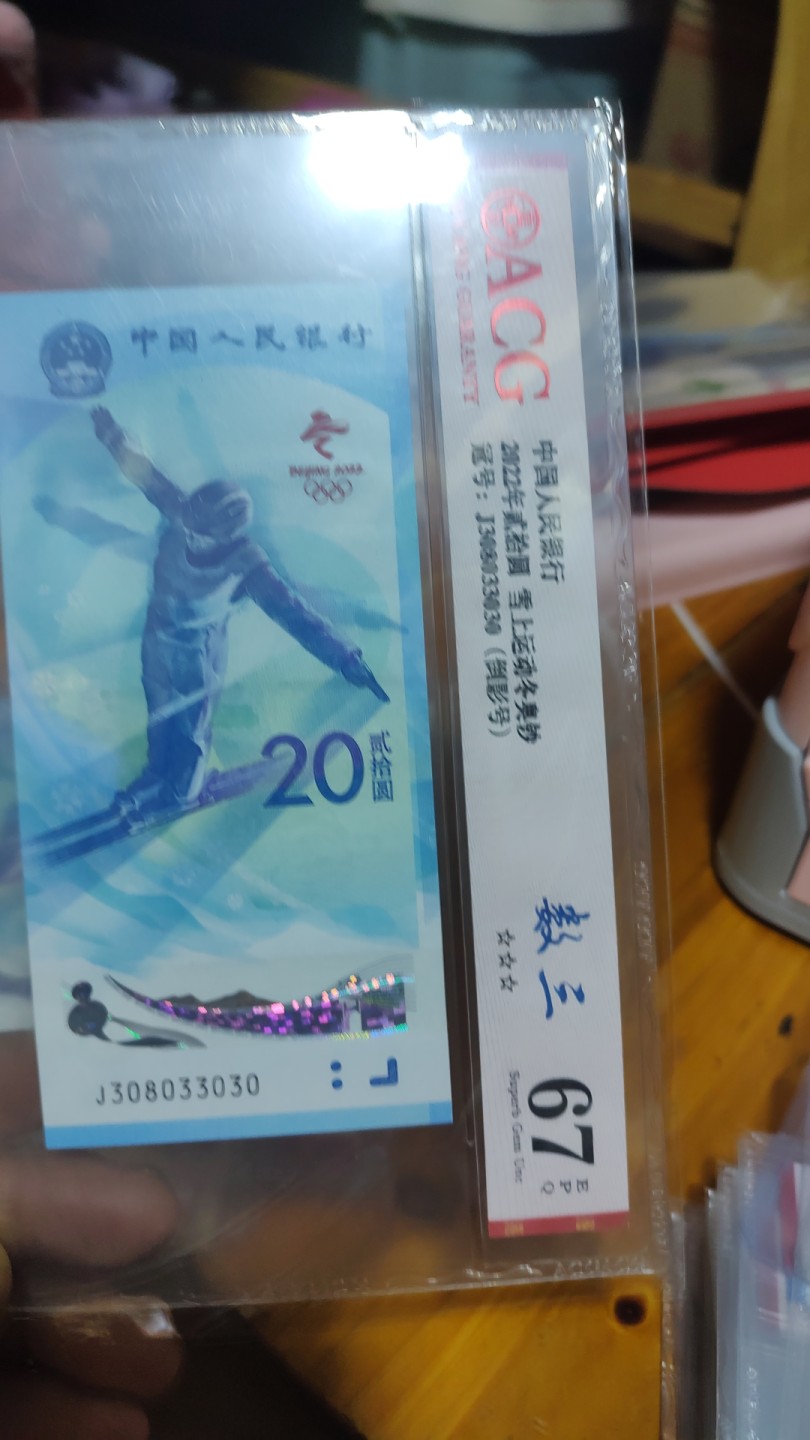 中国人民银行
BEIJING 2022
20
贰拾圆
J308033030
ACG
GUARANTY
中国人民银行
2022年贰拾圆 雪上运动冬奥钞
冠号：J308033030（倒影号）
数三
☆☆☆
67
EPQ
Superb Gem Unc